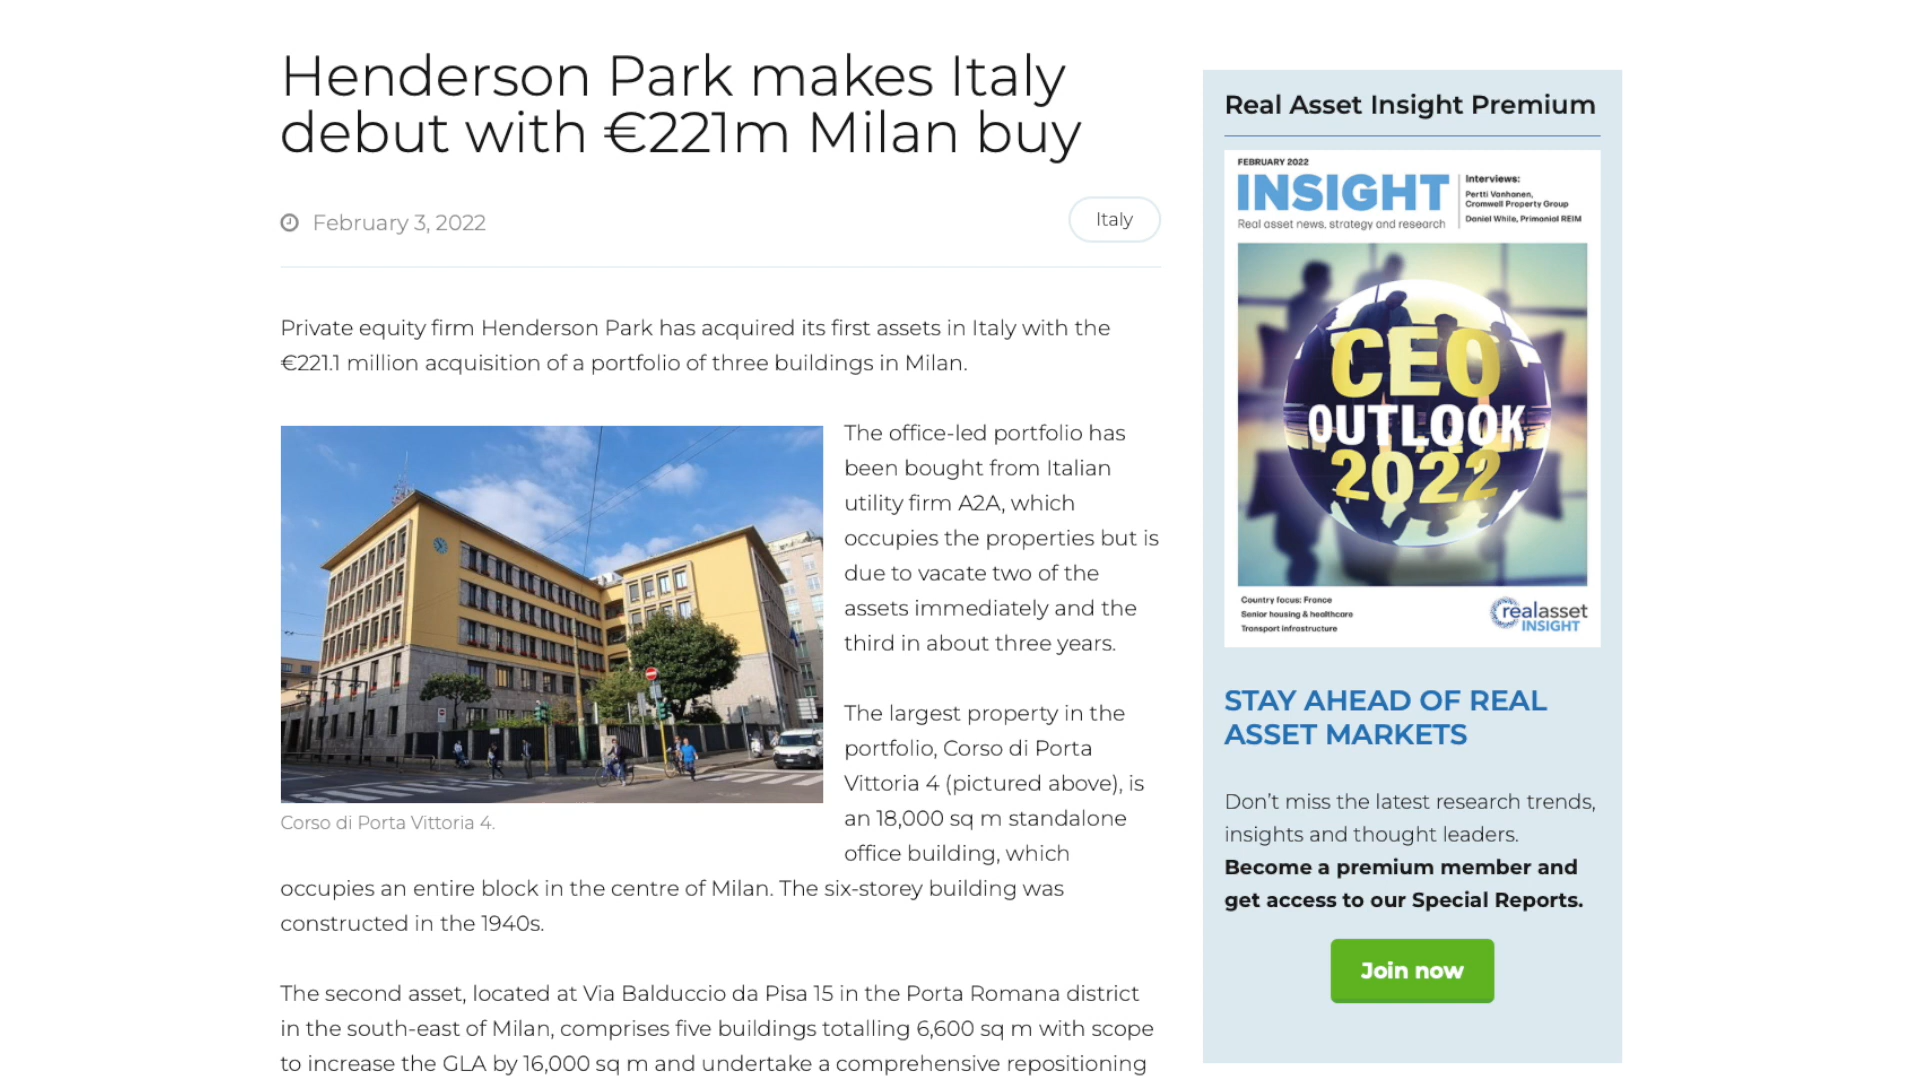 Henderson Park makes Italy
debut with €221m Milan buy
February 3, 2022
Italy
Private equity firm Henderson Park has acquired its first assets in Italy with the
€221.1 million acquisition of a portfolio of three buildings in Milan.
The office-led portfolio has
been bought from Italian
utility firm A2A, which
occupies the properties but is
due to vacate two of the
assets immediately and the
third in about three years.
The largest property in the
portfolio, Corso di Porta
Vittoria 4 (pictured above), is
an 18,000 sq m standalone
office building, which
Corso di Porta Vittoria 4.
occupies an entire block in the centre of Milan. The six-storey building was
constructed in the 1940s.
The second asset, located at Via Balduccio da Pisa 15 in the Porta Romana district
in the south-east of Milan, comprises five buildings totalling 6,600 sq m with scope
to increase the GLA by 16,000 sq m and undertake a comprehensive repositioning
Real Asset Insight Premium
FEBRUARY 2022
INSIGHT
Real asset news, strategy and research
Interviews:
Pertti Vanhanen,
Cromwell Property Group
Daniel While, Primonial REIM
CEO
OUTLOOK
2022
Country focus: France
Senior housing & healthcare
Transport infrastructure
realasset
INSIGHT
STAY AHEAD OF REAL
ASSET MARKETS
Don't miss the latest research trends,
insights and thought leaders.
Become a premium member and
get access to our Special Reports.
Join now